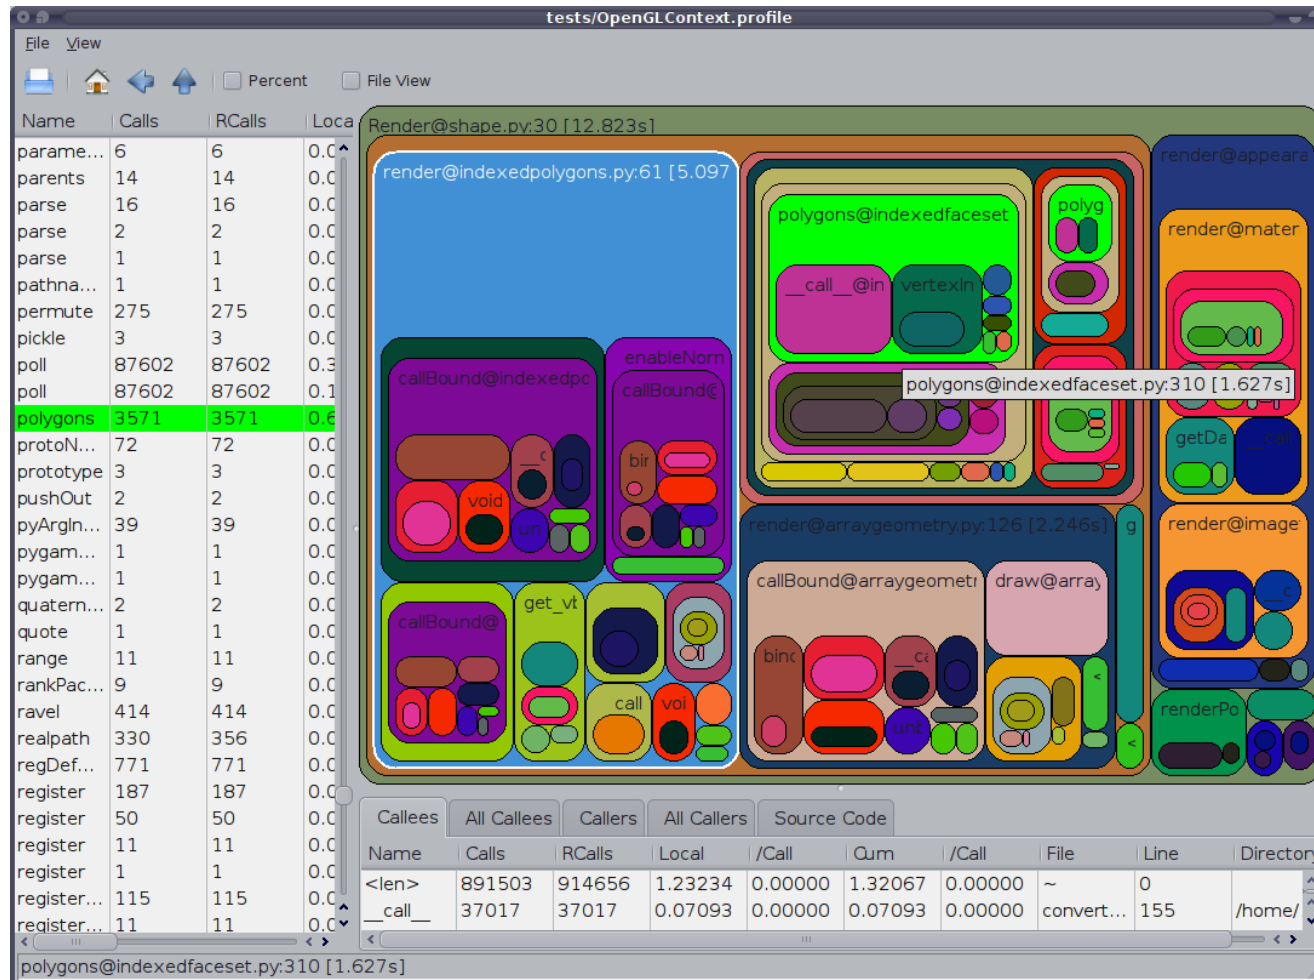 tests/OpenGLContext.profile
File View
Percent File View
Name Calls RCalls Loca
parame... 6 6 0.0
parents 14 14 0.0
parse 16 16 0.0
parse 2 2 0.0
parse 1 1 0.0
pathna... 1 1 0.0
permute 275 275 0.0
pickle 3 3 0.0
poll 87602 87602 0.3
poll 87602 87602 0.1
polygons 3571 3571 0.6
protoN... 72 72 0.0
prototype 3 3 0.0
pushOut 2 2 0.0
pyArgIn... 39 39 0.0
pygam... 1 1 0.0
pygam... 1 1 0.0
quatern... 2 2 0.0
quote 1 1 0.0
range 11 11 0.0
rankPac... 9 9 0.0
ravel 414 414 0.0
realpath 330 356 0.0
regDef... 771 771 0.0
register 187 187 0.0
register 50 50 0.0
register 11 11 0.0
register 1 1 0.0
register... 115 115 0.0
register... 11 11 0.0
Render@shape.py:30 [12.823s]
render@indexedpolygons.py:61 [5.097
callBound@indexedpo
void
un
enableNorm
callBound@
bir
callBound@
get_vb
call
voi
polygons@indexedfaceset
__call__@in
vertexIn
polyg
polygons@indexedfaceset.py:310 [1.627s]
render@arraygeometry.py:126 [2.246s]
g
callBound@arraygeometr
draw@array
bind
__ca
unb
<
<
render@appeara
render@mater
getDa
__call
render@image
__c
renderPo
Callees All Callees Callers All Callers Source Code
Name Calls RCalls Local /Call Cum /Call File Line Directory
<len> 891503 914656 1.23234 0.00000 1.32067 0.00000 ~ 0
__call__ 37017 37017 0.07093 0.00000 0.07093 0.00000 convert... 155 /home/
polygons@indexedfaceset.py:310 [1.627s]